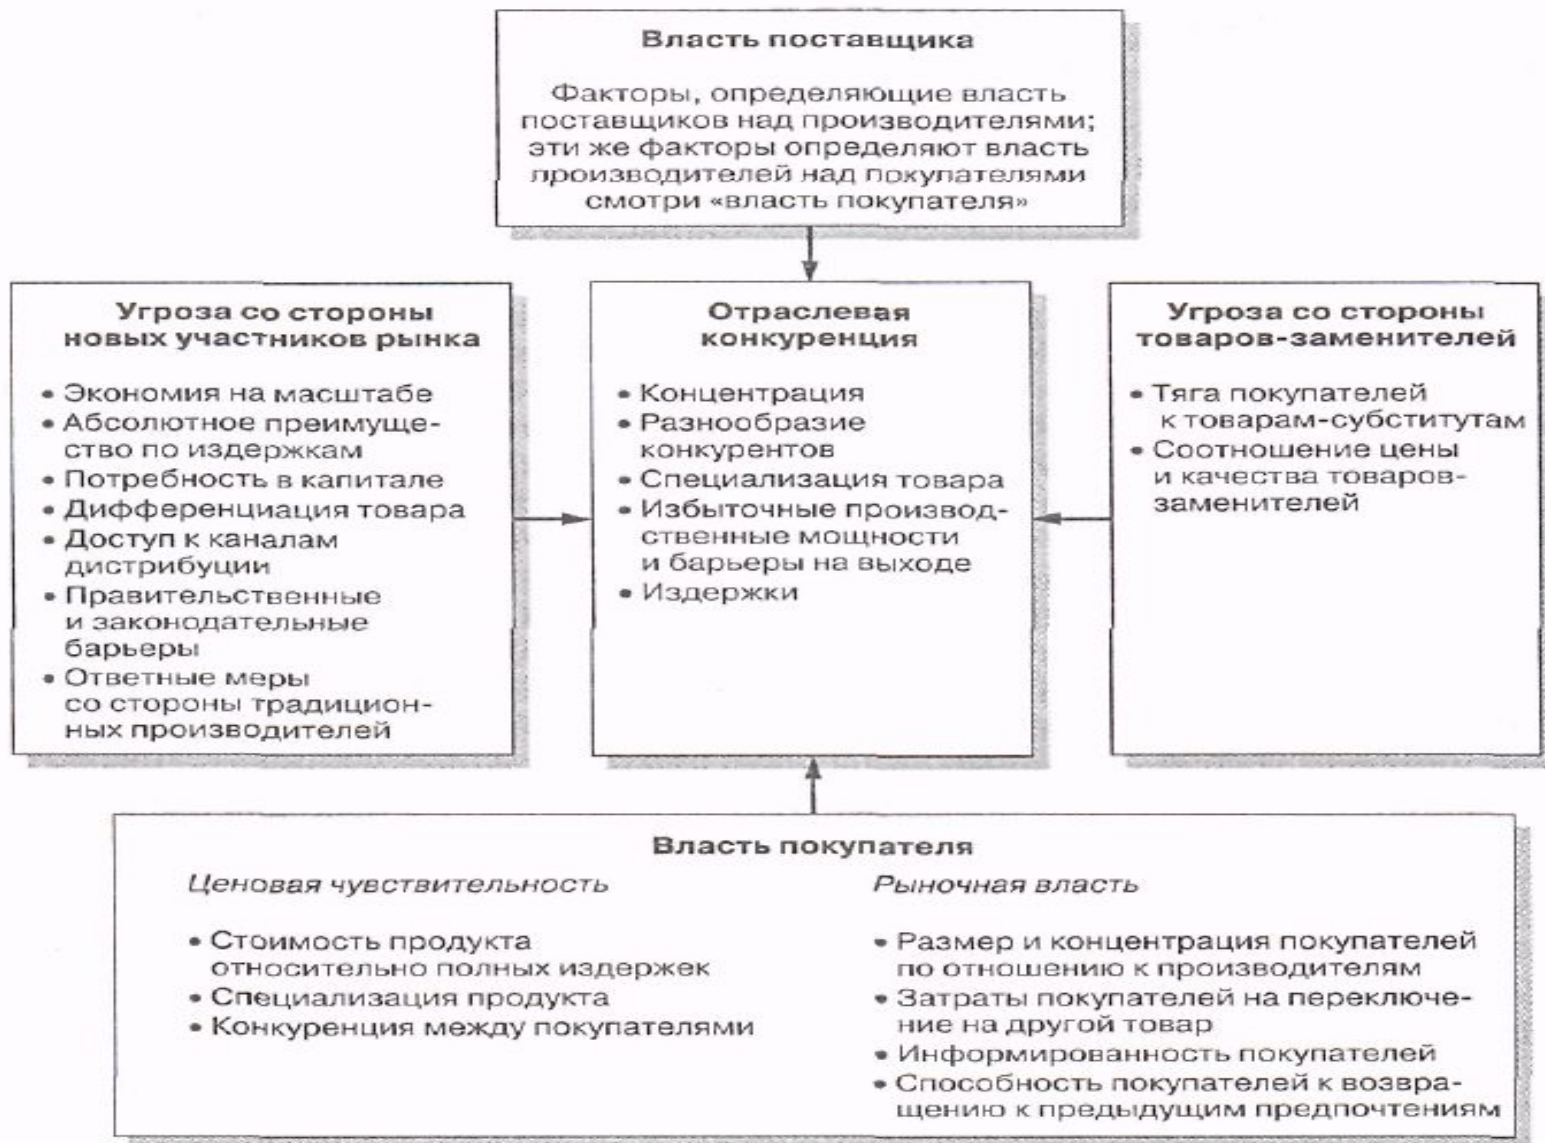 Власть поставщика
Факторы, определяющие власть
поставщиков над производителями;
эти же факторы определяют власть
производителей над покупателями
смотри «власть покупателя»
Угроза со стороны
новых участников рынка
• Экономия на масштабе
• Абсолютное преимуще-
ство по издержкам
• Потребность в капитале
• Дифференциация товара
• Доступ к каналам
дистрибуции
• Правительственные
и законодательные
барьеры
• Ответные меры
со стороны традицион-
ных производителей
Отраслевая
конкуренция
• Концентрация
• Разнообразие
конкурентов
• Специализация товара
• Избыточные производ-
ственные мощности
и барьеры на выходе
• Издержки
Угроза со стороны
товаров-заменителей
• Тяга покупателей
к товарам-субститутам
• Соотношение цены
и качества товаров-
заменителей
Власть покупателя
Ценовая чувствительность
• Стоимость продукта
относительно полных издержек
• Специализация продукта
• Конкуренция между покупателями
Рыночная власть
• Размер и концентрация покупателей
по отношению к производителям
• Затраты покупателей на переключе-
ние на другой товар
• Информированность покупателей
• Способность покупателей к возвра-
щению к предыдущим предпочтениям